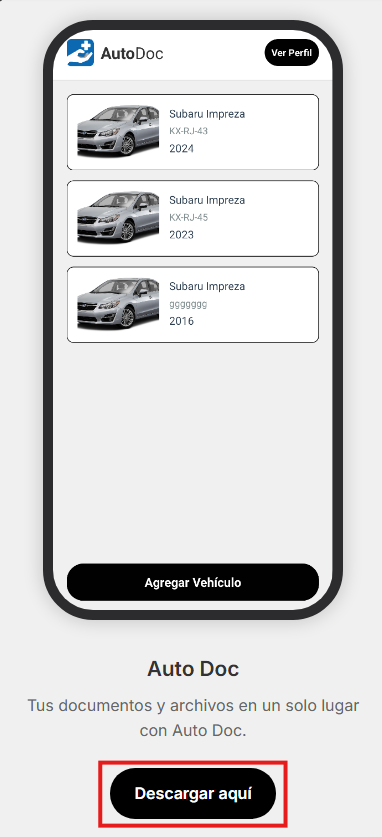 AutoDoc
Ver Perfil
Subaru Impreza
KX-RJ-43
2024
Subaru Impreza
KX-RJ-45
2023
Subaru Impreza
ggggggg
2016
Agregar Vehículo
Auto Doc
Tus documentos y archivos en un solo lugar
con Auto Doc.
Descargar aquí